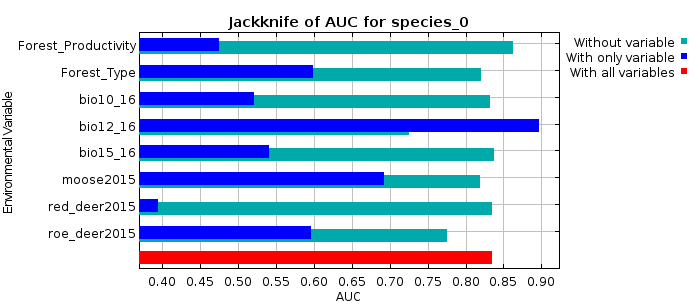 Jackknife of AUC for species_0
Forest_Productivity
Forest_Type
bio10_16
bio12_16
bio15_16
moose2015
red_deer2015
roe_deer2015
Environmental Variable
0.40 0.45 0.50 0.55 0.60 0.65 0.70 0.75 0.80 0.85 0.90
AUC
Without variable
With only variable
With all variables